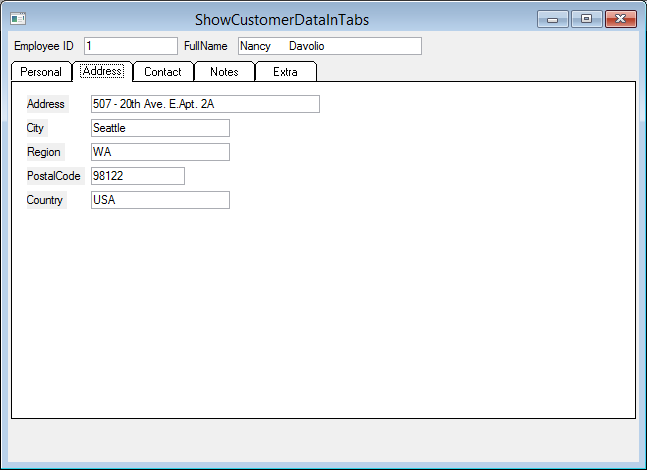 ShowCustomerDataInTabs
Employee ID 1 FullName Nancy Davolio
Personal Address Contact Notes Extra
Address 507 - 20th Ave. E.Apt. 2A
City Seattle
Region WA
PostalCode 98122
Country USA